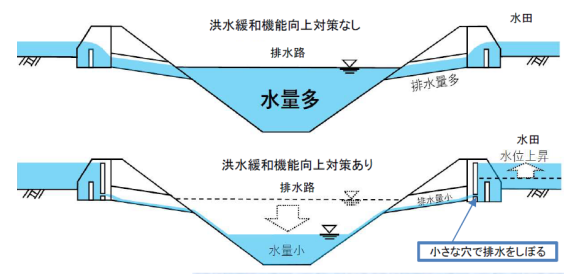 洪水緩和機能向上対策なし
水田
排水路
水量多
排水量多
水田
水位上昇
洪水緩和機能向上対策あり
排水路
排水量小
水量小
小さな穴で排水をしぼる